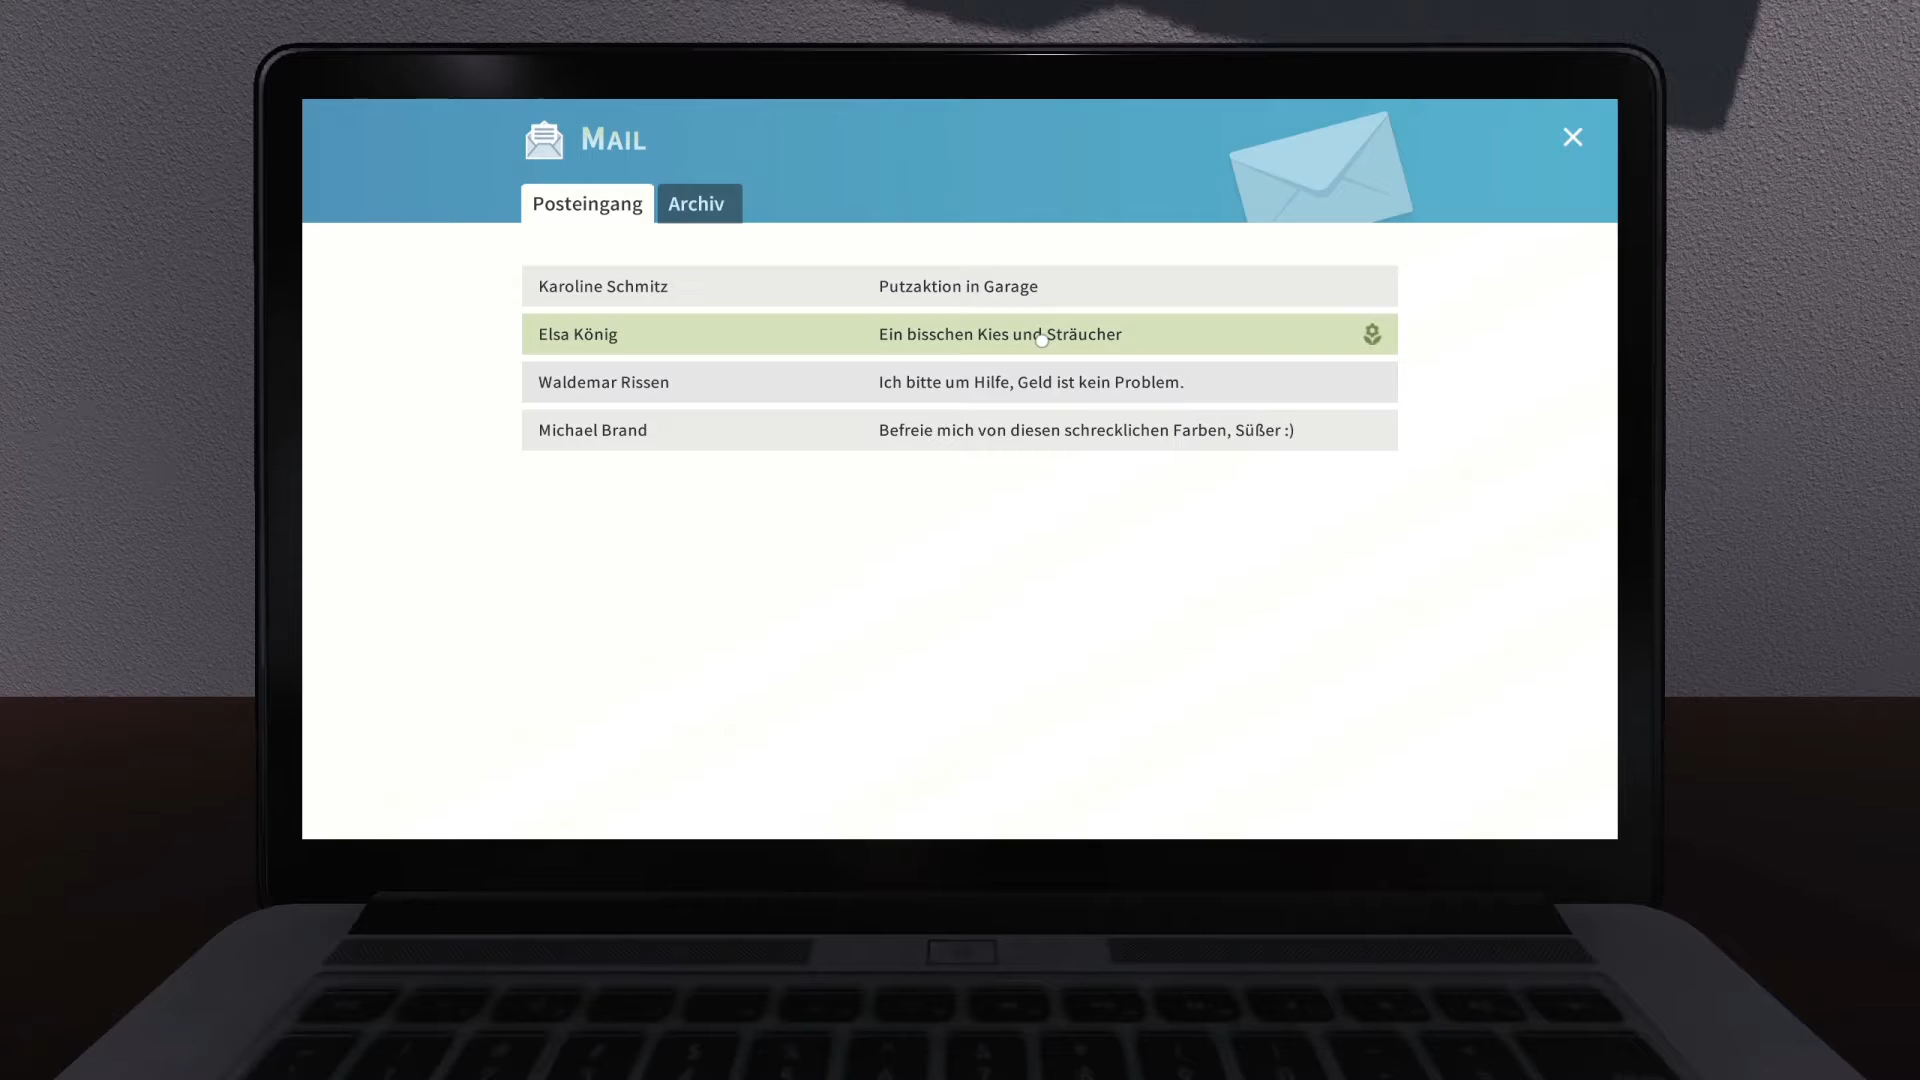 MAIL
Posteingang Archiv
Karoline Schmitz Putzaktion in Garage
Elsa König Ein bisschen Kies und Sträucher
Waldemar Rissen Ich bitte um Hilfe, Geld ist kein Problem.
Michael Brand Befreie mich von diesen schrecklichen Farben, Süßer :)